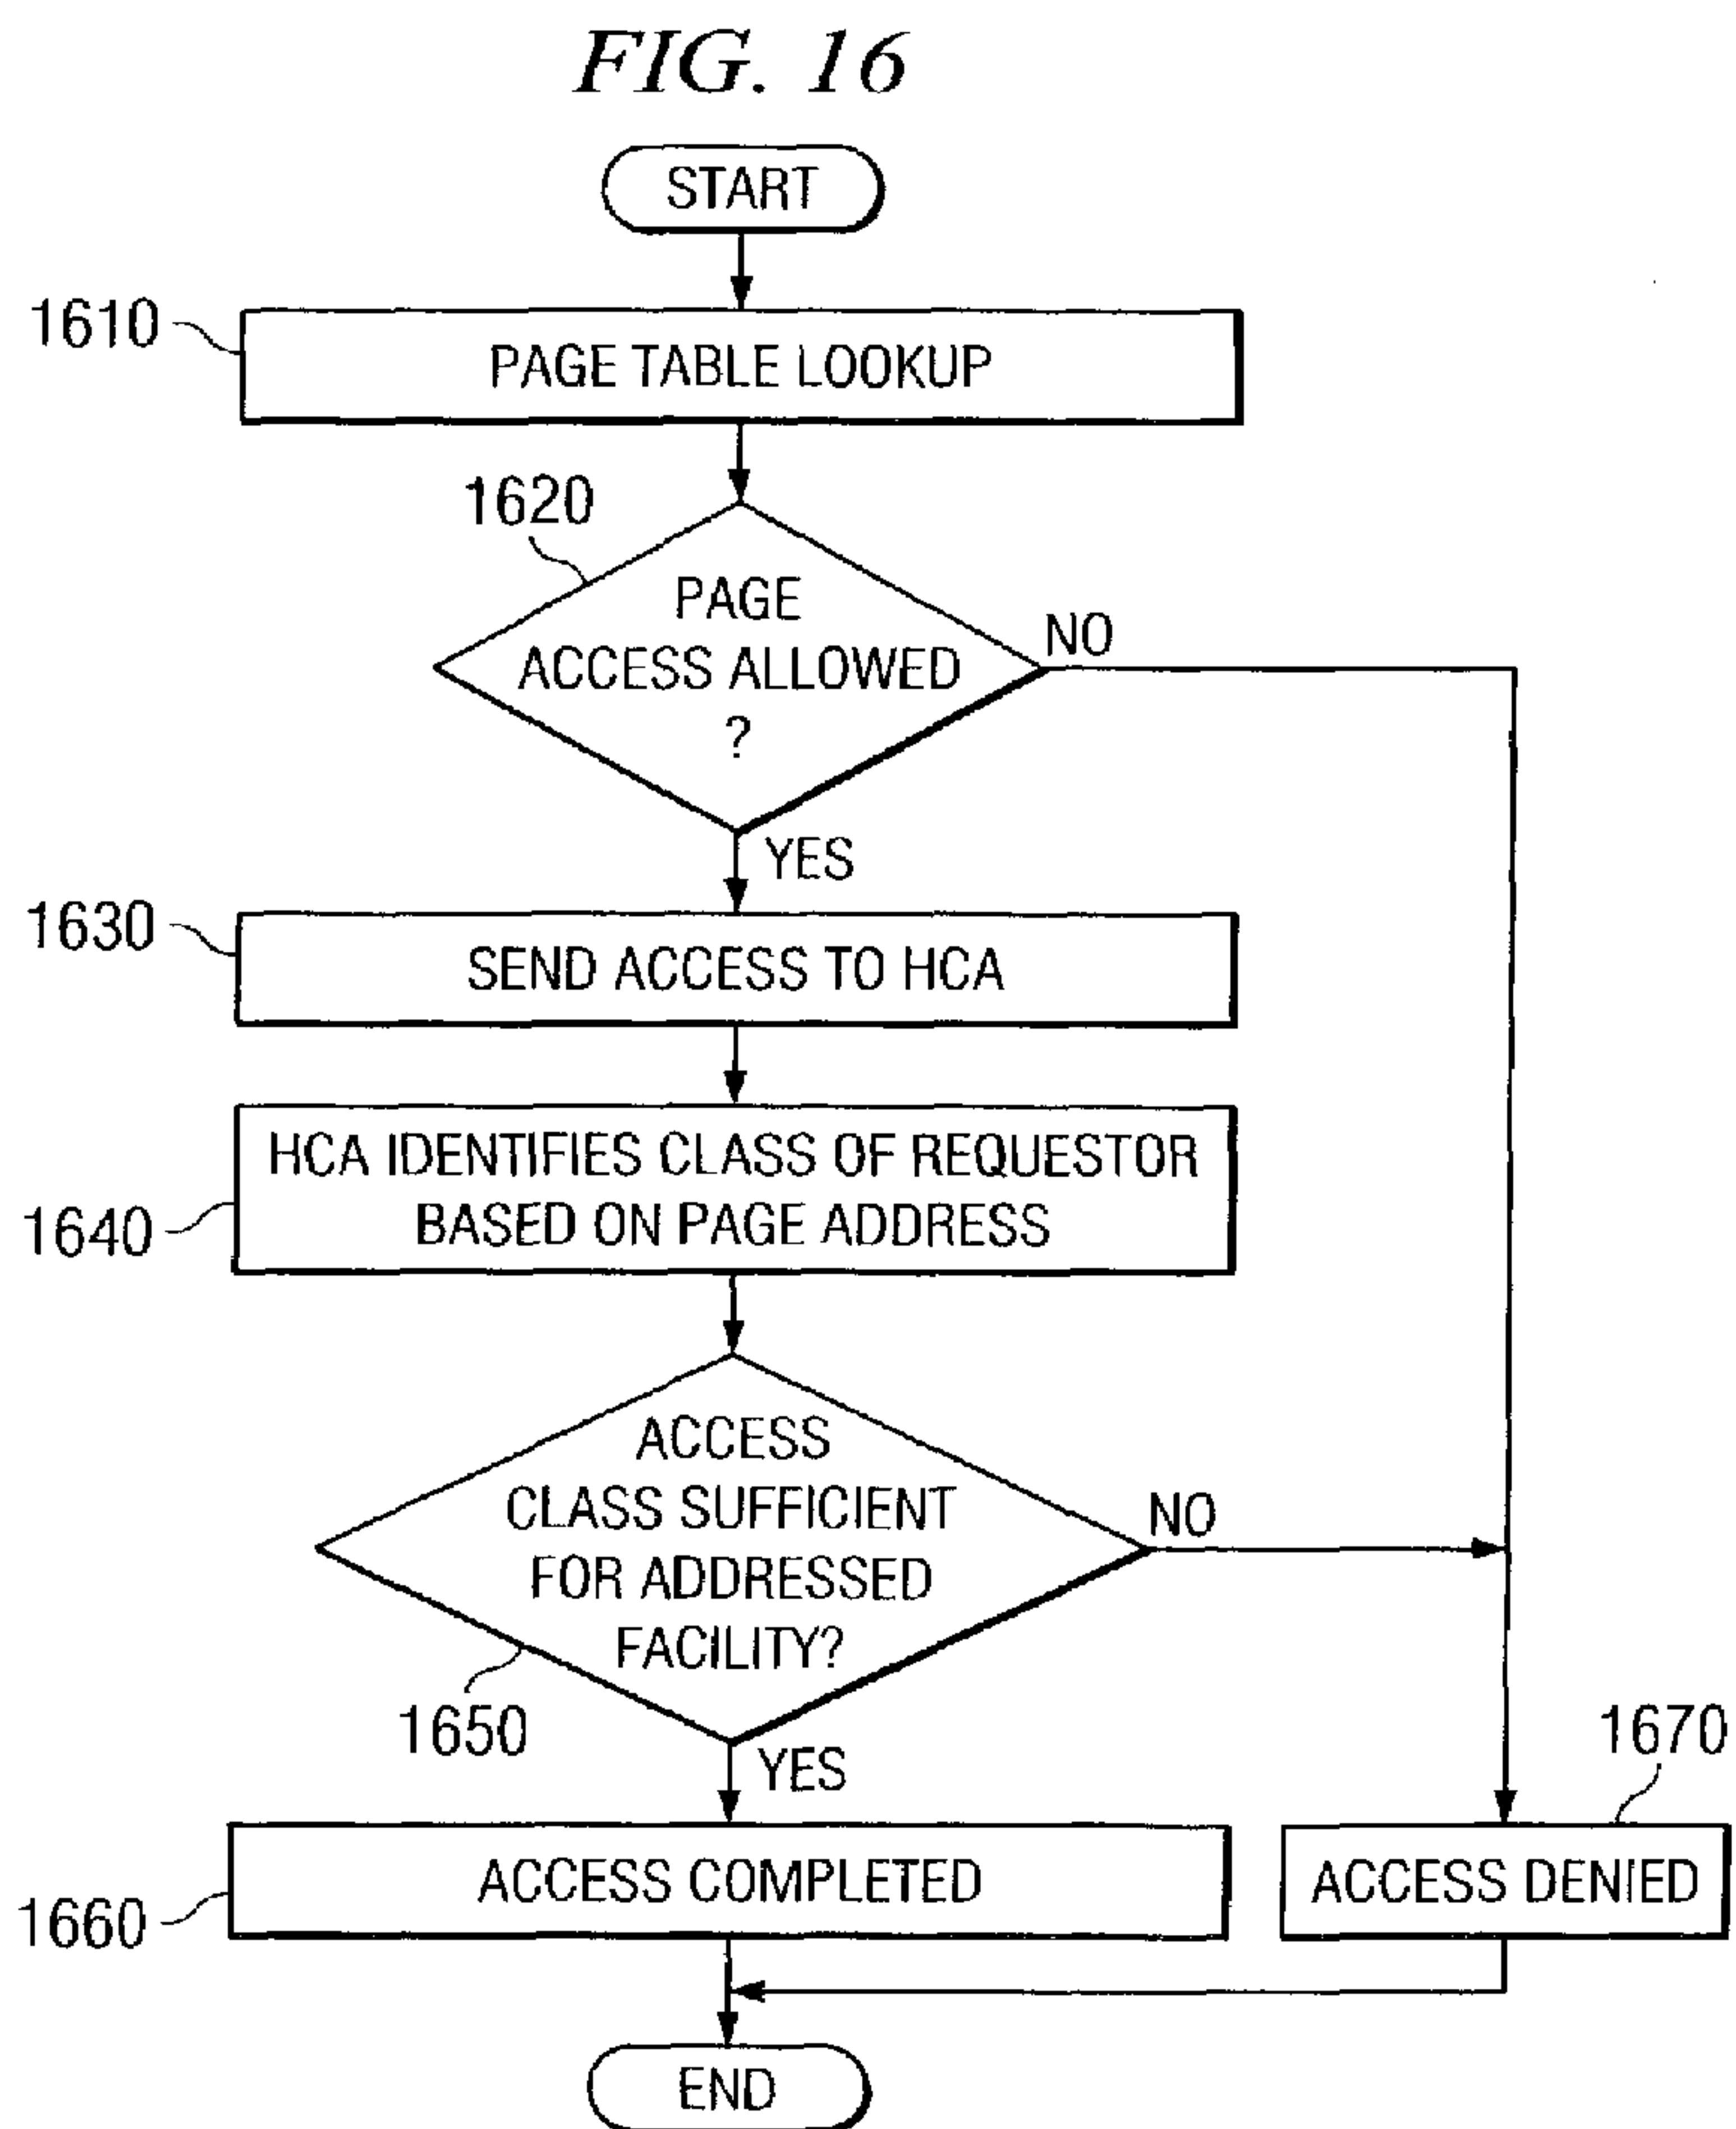 FIG. 16
START
1610
PAGE TABLE LOOKUP
1620
PAGE
ACCESS ALLOWED
?
NO
YES
1630
SEND ACCESS TO HCA
1640
HCA IDENTIFIES CLASS OF REQUESTOR
BASED ON PAGE ADDRESS
ACCESS
CLASS SUFFICIENT
FOR ADDRESSED
FACILITY?
NO
1650
YES
1670
1660
ACCESS COMPLETED
ACCESS DENIED
END